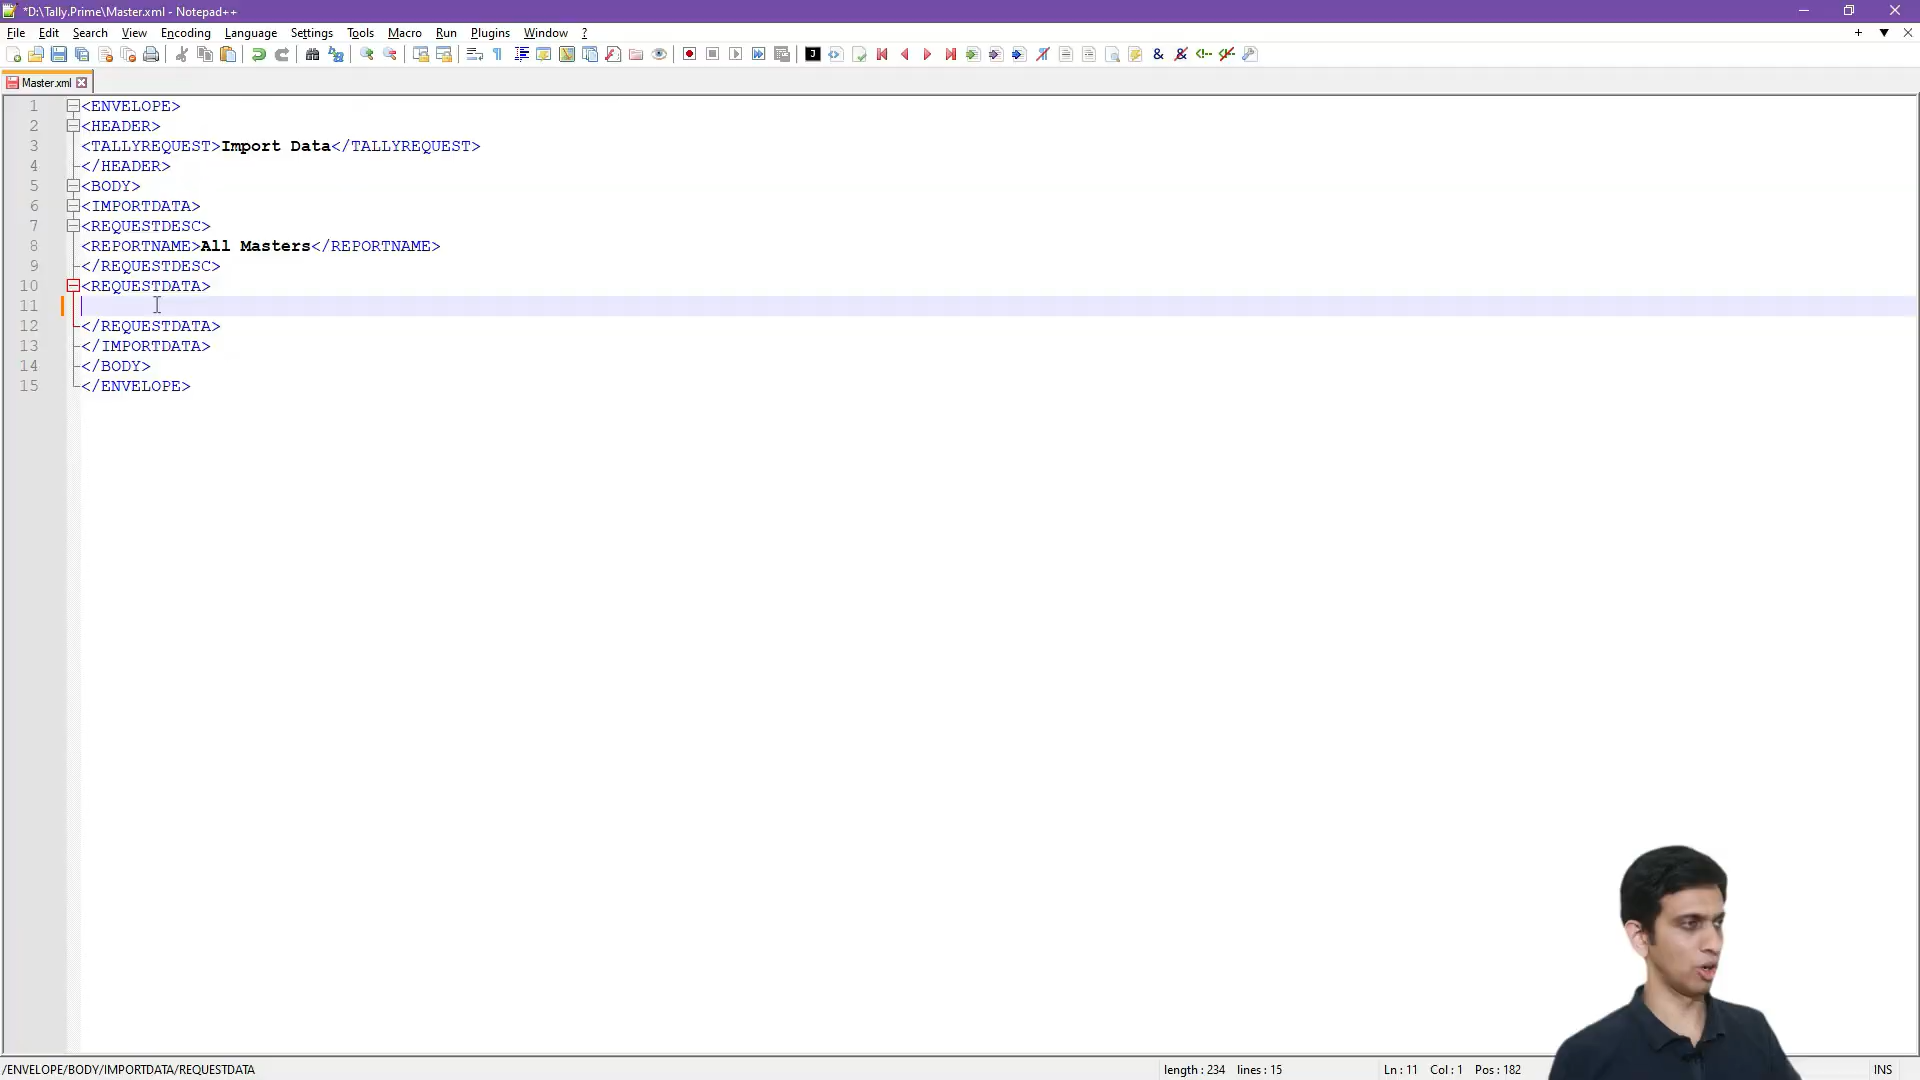 *D:\Tally.Prime\Master.xml - Notepad++
File Edit Search View Encoding Language Settings Tools Macro Run Plugins Window ?
Master.xml
1 <ENVELOPE>
2 <HEADER>
3 <TALLYREQUEST>Import Data</TALLYREQUEST>
4 </HEADER>
5 <BODY>
6 <IMPORTDATA>
7 <REQUESTDESC>
8 <REPORTNAME>All Masters</REPORTNAME>
9 </REQUESTDESC>
10 <REQUESTDATA>
11
12 </REQUESTDATA>
13 </IMPORTDATA>
14 </BODY>
15 </ENVELOPE>
/ENVELOPE/BODY/IMPORTDATA/REQUESTDATA length : 234 lines : 15 Ln : 11 Col : 1 Pos : 182 INS